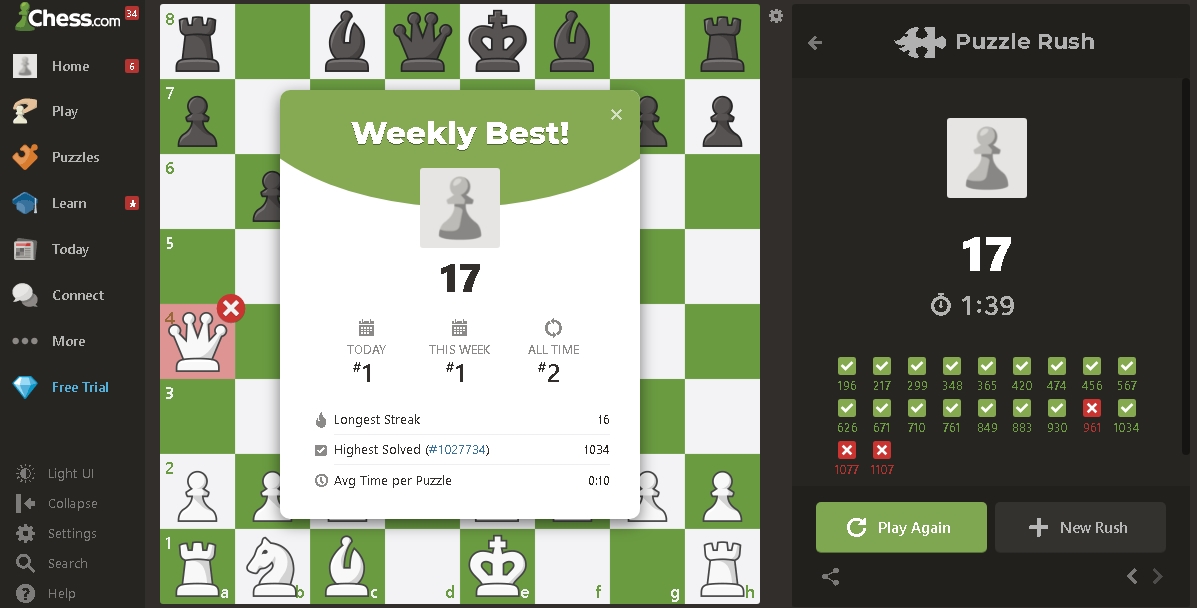 Chess.com 34
Home 6
Play
Puzzles
Learn
Today
Connect
More
Free Trial
Light UI
Collapse
Settings
Search
Help
8
7
6
5
4
3
2
1
a b c d e f g h
Weekly Best!
17
TODAY THIS WEEK ALL TIME
#1 #1 #2
Longest Streak 16
Highest Solved (#1027734) 1034
Avg Time per Puzzle 0:10
Puzzle Rush
17
1:39
196 217 299 348 365 420 474 456 567
626 671 710 761 849 883 930 961 1034
1077 1107
Play Again
New Rush